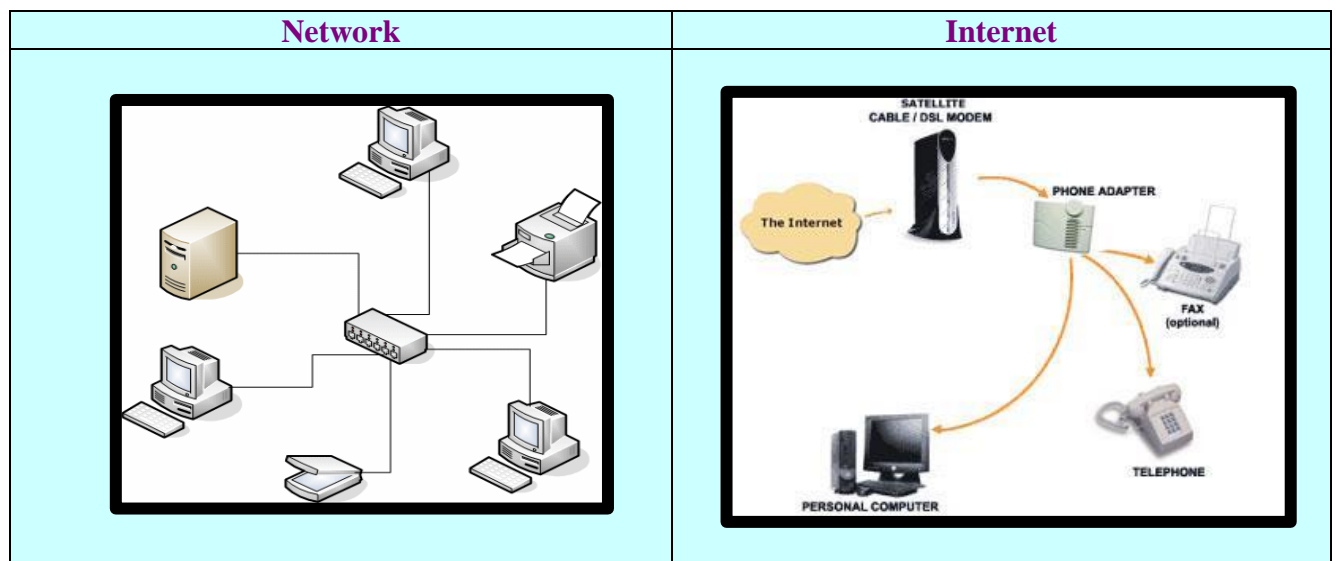 Network
Internet
SATELLITE
CABLE / DSL MODEM
PHONE ADAPTER
The Internet
FAX
(optional)
TELEPHONE
PERSONAL COMPUTER